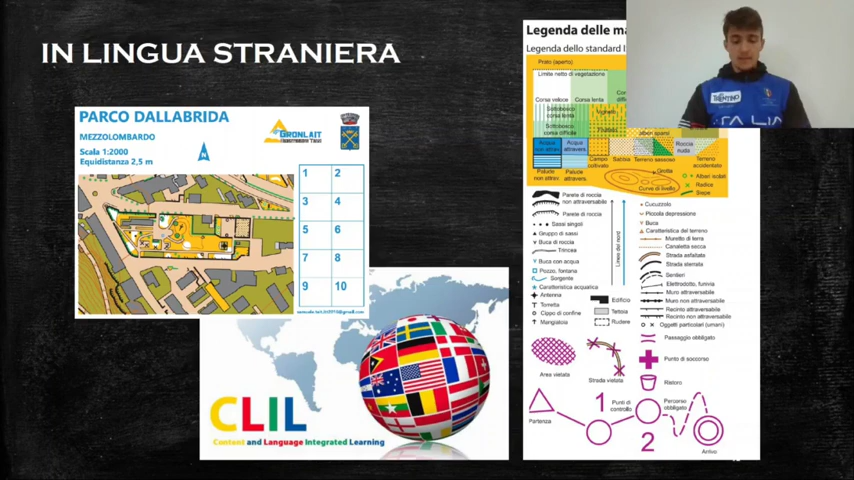 IN LINGUA STRANIERA
PARCO DALLABRIDA
MEZZOLOMBARDO
Scala 1:2000
Equidistanza 2,5 m
N
GRONLAIT
ORIENTEERING TEAM
1 2
3 4
5 6
7 8
9 10
CLIL
Content and Language Integrated Learning
Legenda delle
Legenda dello standard
Prato (aperto)
Limite netto di vegetazione
Corsa veloce
Corsa lenta
Sottobosco
corsa lenta
Sottobosco
corsa difficile
Vigneti
alberi sparsi
Acqua
non attrav.
Acqua
attravers.
Campo
coltivato
Sabbia
Terreno sassoso
Roccia
nuda
Terreno
accidentato
Palude
non attrav.
Palude
attravers.
Grotta
Curve di livello
Alberi isolati
Radice
Siepe
Parete di roccia
non attraversabile
Parete di roccia
Sassi singoli
Gruppo di sassi
Buca di roccia
Trincea
Buca con acqua
Pozzo, fontana
Sorgente
Caratteristica acquatica
Antenna
Torretta
Cippo di confine
Mangiatoia
Linee del nord
Edificio
Tettoia
Rudere
Cucuzzolo
Piccola depressione
Buca
Caratteristica del terreno
Muretto di terra
Canaletta secca
Strada asfaltata
Strada sterrata
Sentieri
Elettrodotto, funivia
Muro attraversabile
Muro non attraversabile
Recinto attraversabile
Recinto non attraversabile
Oggetti particolari (umani)
Passaggio obbligato
Punto di soccorso
Ristoro
Area vietata
Strada vietata
Partenza
1
Punti di
controllo
2
Percorso
obbligato
Arrivo
TRENTINO